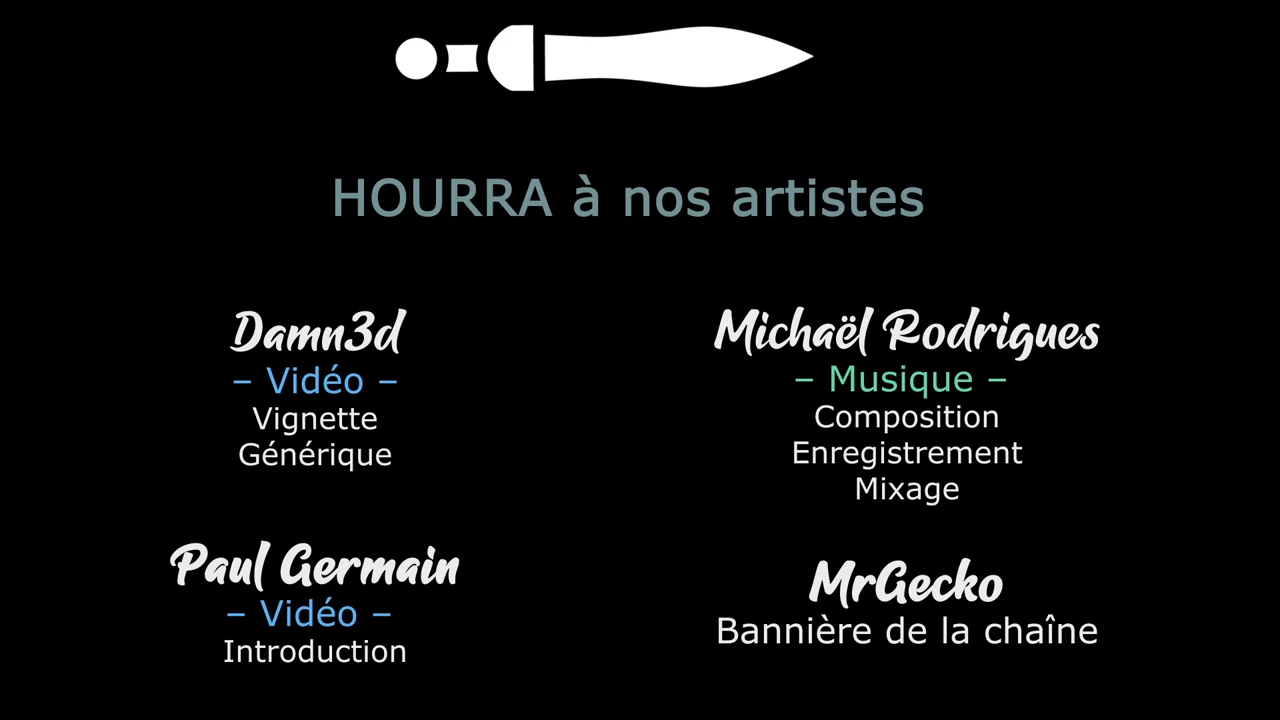 HOURRA à nos artistes
Damn3d
– Vidéo –
Vignette
Générique
Michaël Rodrigues
– Musique –
Composition
Enregistrement
Mixage
Paul Germain
– Vidéo –
Introduction
MrGecko
Bannière de la chaîne